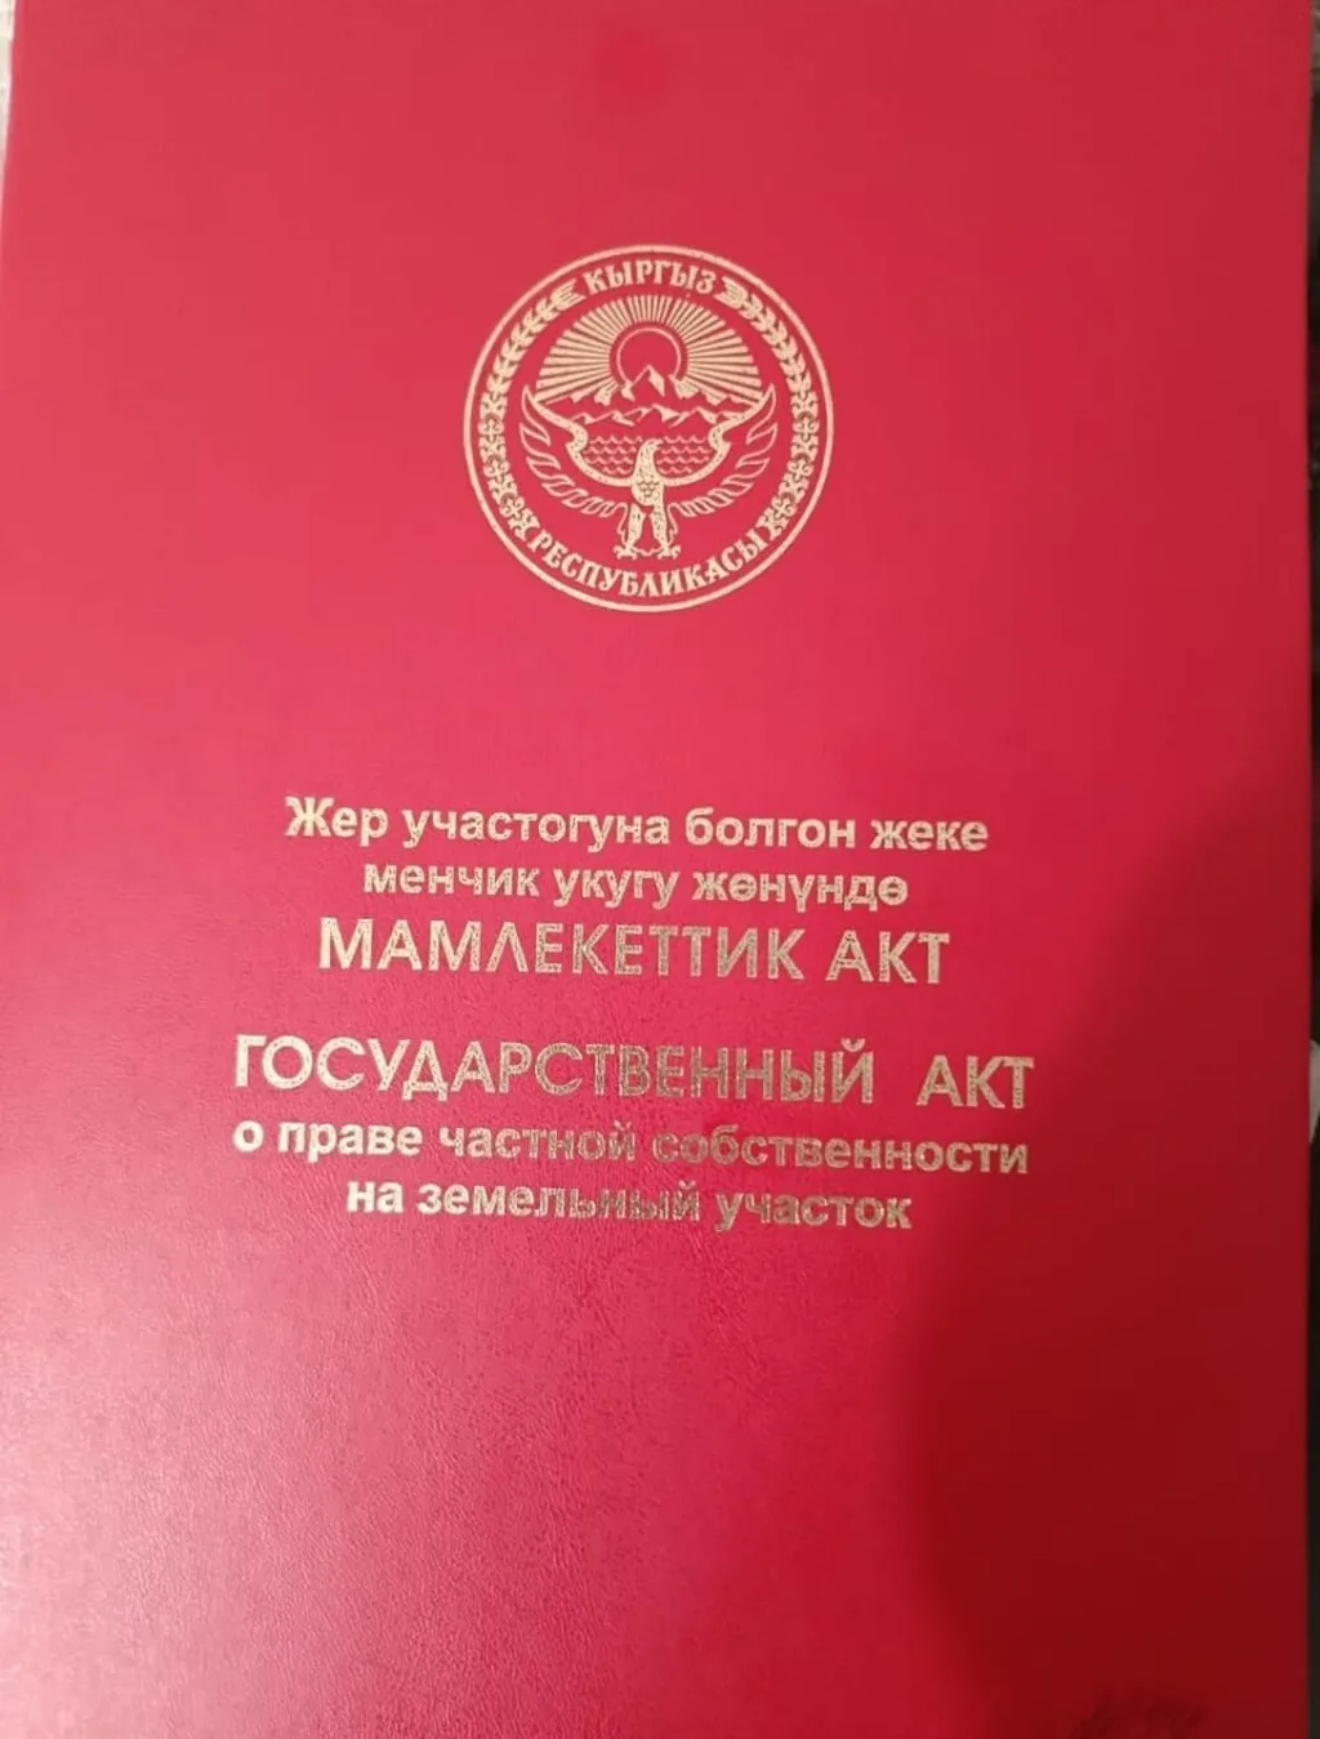 КЫРГЫЗ
РЕСПУБЛИКАСЫ
Жер участогуна болгон жеке
менчик укугу жөнүндө
МАМЛЕКЕТТИК АКТ
ГОСУДАРСТВЕННЫЙ АКТ
о праве частной собственности
на земельный участок